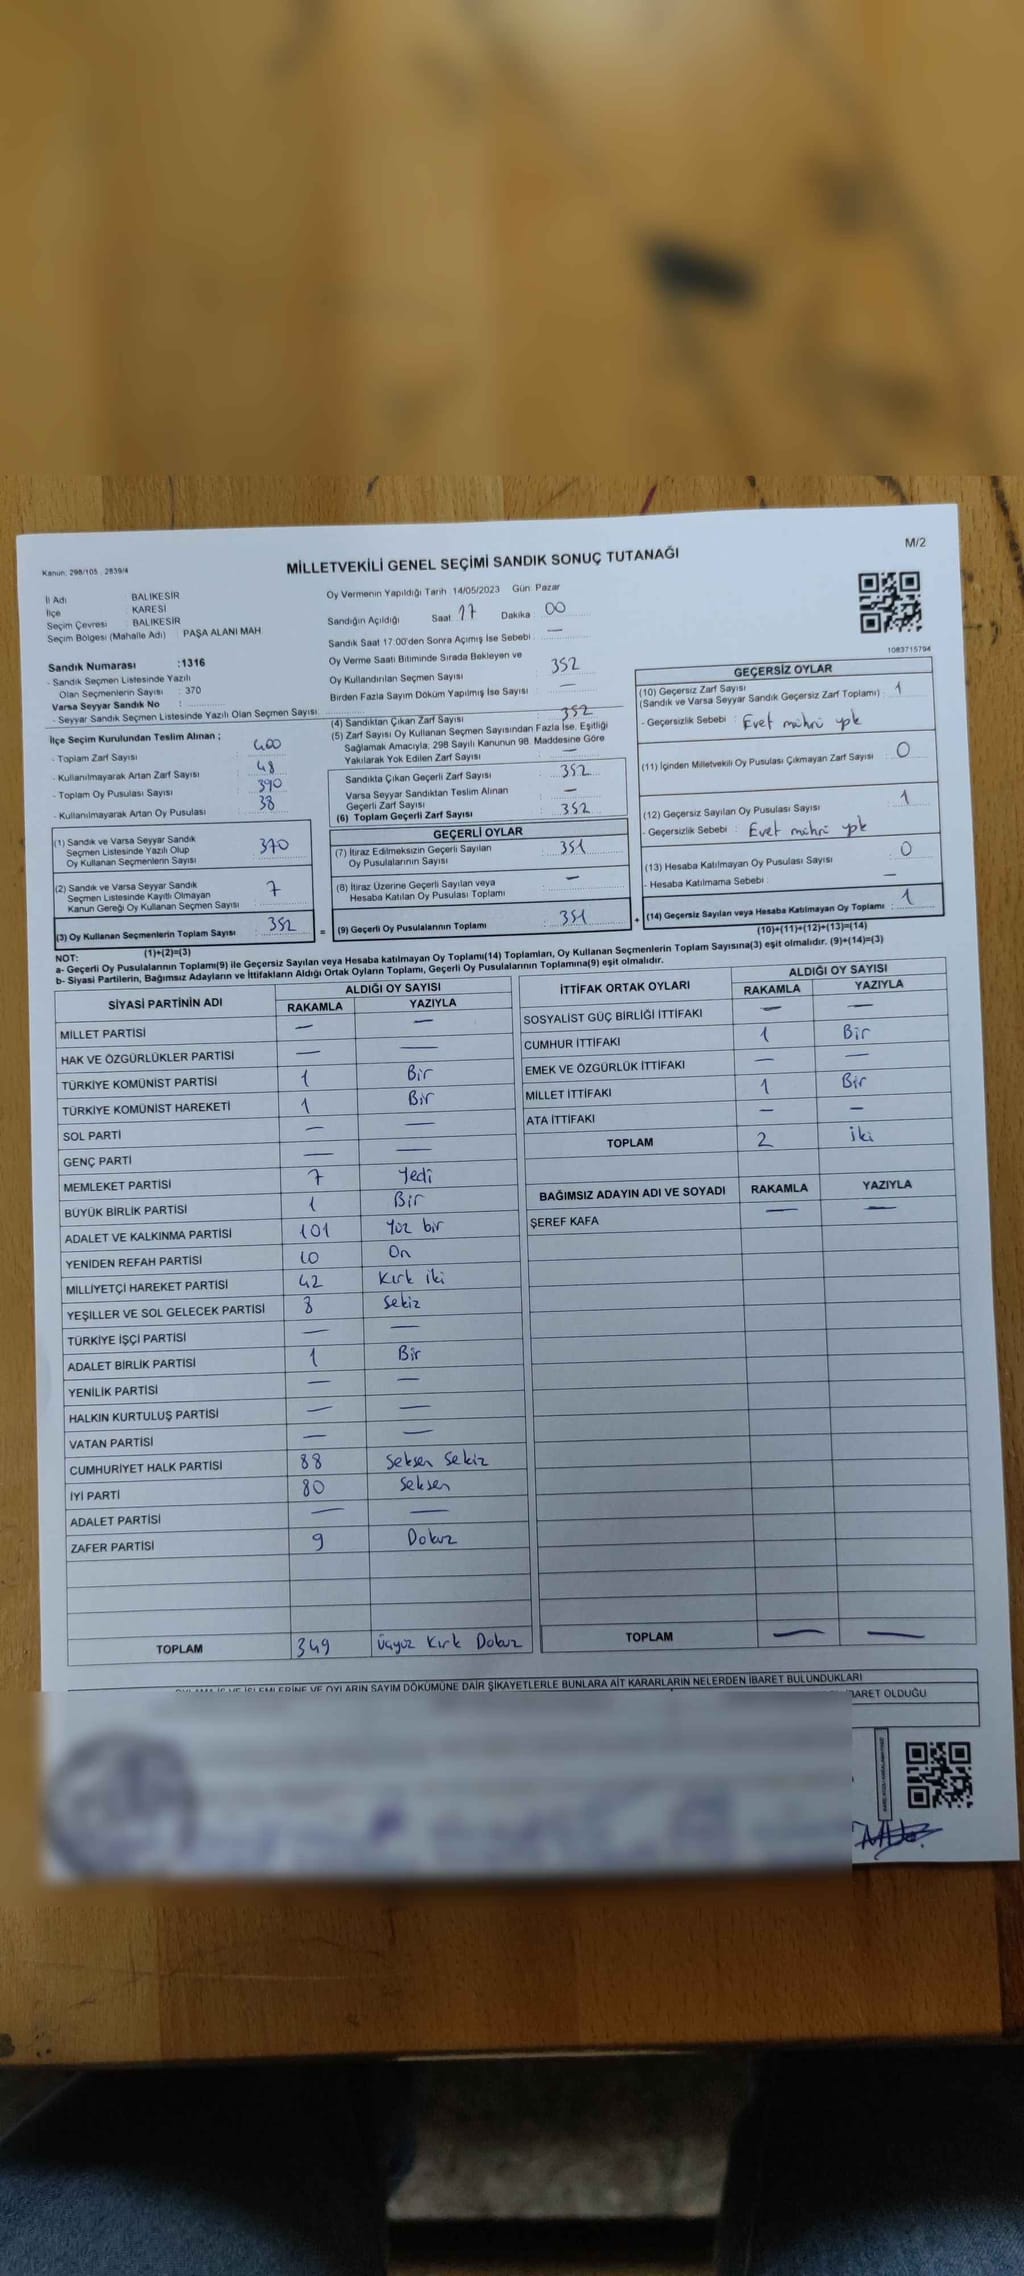 Kanun: 298/105 , 2839/4
MİLLETVEKİLİ GENEL SEÇİMİ SANDIK SONUÇ TUTANAĞI
M/2
İl Adı : BALIKESİR
İlçe : KARESİ
Seçim Çevresi : BALIKESİR
Seçim Bölgesi (Mahalle Adı) : PAŞA ALANI MAH
Sandık Numarası :1316
- Sandık Seçmen Listesinde Yazılı
Olan Seçmenlerin Sayısı : 370
Varsa Seyyar Sandık No :
- Seyyar Sandık Seçmen Listesinde Yazılı Olan Seçmen Sayısı:
İlçe Seçim Kurulundan Teslim Alınan ;
- Toplam Zarf Sayısı : 400
- Kullanılmayarak Artan Zarf Sayısı : 48
- Toplam Oy Pusulası Sayısı : 390
- Kullanılmayarak Artan Oy Pusulası : 38
(1) Sandık ve Varsa Seyyar Sandık
Seçmen Listesinde Yazılı Olup
Oy Kullanan Seçmenlerin Sayısı : 370
(2) Sandık ve Varsa Seyyar Sandık
Seçmen Listesinde Kayıtlı Olmayan
Kanun Gereği Oy Kullanan Seçmen Sayısı : 7
(3) Oy Kullanan Seçmenlerin Toplam Sayısı : 352
(1)+(2)=(3)
Oy Vermenin Yapıldığı Tarih 14/05/2023 Gün: Pazar
Sandığın Açıldığı Saat 17 Dakika 00
Sandık Saat 17:00'den Sonra Açımış İse Sebebi : —
Oy Verme Saati Bitiminde Sırada Bekleyen ve
Oy Kullandırılan Seçmen Sayısı : 352
Birden Fazla Sayım Döküm Yapılmış İse Sayısı : —
(4) Sandıktan Çıkan Zarf Sayısı : 352
(5) Zarf Sayısı Oy Kullanan Seçmen Sayısından Fazla İse, Eşitliği
Sağlamak Amacıyla; 298 Sayılı Kanunun 98. Maddesine Göre
Yakılarak Yok Edilen Zarf Sayısı : —
Sandıkta Çıkan Geçerli Zarf Sayısı : 352
Varsa Seyyar Sandıktan Teslim Alınan
Geçerli Zarf Sayısı : —
(6) Toplam Geçerli Zarf Sayısı : 352
GEÇERLİ OYLAR
(7) İtiraz Edilmeksizin Geçerli Sayılan
Oy Pusulalarının Sayısı : 351
(8) İtiraz Üzerine Geçerli Sayılan veya
Hesaba Katılan Oy Pusulası Toplamı : —
= (9) Geçerli Oy Pusulalarının Toplamı : 351
1083715794
GEÇERSİZ OYLAR
(10) Geçersiz Zarf Sayısı
(Sandık ve Varsa Seyyar Sandık Geçersiz Zarf Toplamı) : 1
- Geçersizlik Sebebi : Evet mührü yok
(11) İçinden Milletvekili Oy Pusulası Çıkmayan Zarf Sayısı : 0
(12) Geçersiz Sayılan Oy Pusulası Sayısı : 1
- Geçersizlik Sebebi : Evet mührü yok
(13) Hesaba Katılmayan Oy Pusulası Sayısı : 0
- Hesaba Katılmama Sebebi : —
+ (14) Geçersiz Sayılan veya Hesaba Katılmayan Oy Toplamı : 1
(10)+(11)+(12)+(13)=(14)
NOT:
a- Geçerli Oy Pusulalarının Toplamı(9) ile Geçersiz Sayılan veya Hesaba katılmayan Oy Toplamı(14) Toplamları, Oy Kullanan Seçmenlerin Toplam Sayısına(3) eşit olmalıdır. (9)+(14)=(3)
b- Siyasi Partilerin, Bağımsız Adayların ve İttifakların Aldığı Ortak Oyların Toplamı, Geçerli Oy Pusulalarının Toplamına(9) eşit olmalıdır.
SİYASİ PARTİNİN ADI ALDIĞI OY SAYISI
RAKAMLA YAZIYLA
MİLLET PARTİSİ — —
HAK VE ÖZGÜRLÜKLER PARTİSİ — —
TÜRKİYE KOMÜNİST PARTİSİ 1 Bir
TÜRKİYE KOMÜNİST HAREKETİ 1 Bir
SOL PARTİ — —
GENÇ PARTİ — —
MEMLEKET PARTİSİ 7 Yedi
BÜYÜK BİRLİK PARTİSİ 1 Bir
ADALET VE KALKINMA PARTİSİ 101 Yüz bir
YENİDEN REFAH PARTİSİ 10 On
MİLLİYETÇİ HAREKET PARTİSİ 42 Kırk iki
YEŞİLLER VE SOL GELECEK PARTİSİ 8 Sekiz
TÜRKİYE İŞÇİ PARTİSİ — —
ADALET BİRLİK PARTİSİ 1 Bir
YENİLİK PARTİSİ — —
HALKIN KURTULUŞ PARTİSİ — —
VATAN PARTİSİ — —
CUMHURİYET HALK PARTİSİ 88 Seksen Sekiz
İYİ PARTİ 80 Seksen
ADALET PARTİSİ — —
ZAFER PARTİSİ 9 Dokuz
TOPLAM 349 Üçyüz Kırk Dokuz
İTTİFAK ORTAK OYLARI ALDIĞI OY SAYISI
RAKAMLA YAZIYLA
SOSYALİST GÜÇ BİRLİĞİ İTTİFAKI — —
CUMHUR İTTİFAKI 1 Bir
EMEK VE ÖZGÜRLÜK İTTİFAKI — —
MİLLET İTTİFAKI 1 Bir
ATA İTTİFAKI — —
TOPLAM 2 İki
BAĞIMSIZ ADAYIN ADI VE SOYADI RAKAMLA YAZIYLA
ŞEREF KAFA — —
TOPLAM — —
OYLAMA İŞ VE İŞLEMLERİNE VE OYLARIN SAYIM DÖKÜMÜNE DAİR ŞİKAYETLERLE BUNLARA AİT KARARLARIN NELERDEN İBARET BULUNDUKLARI
İBARET OLDUĞU